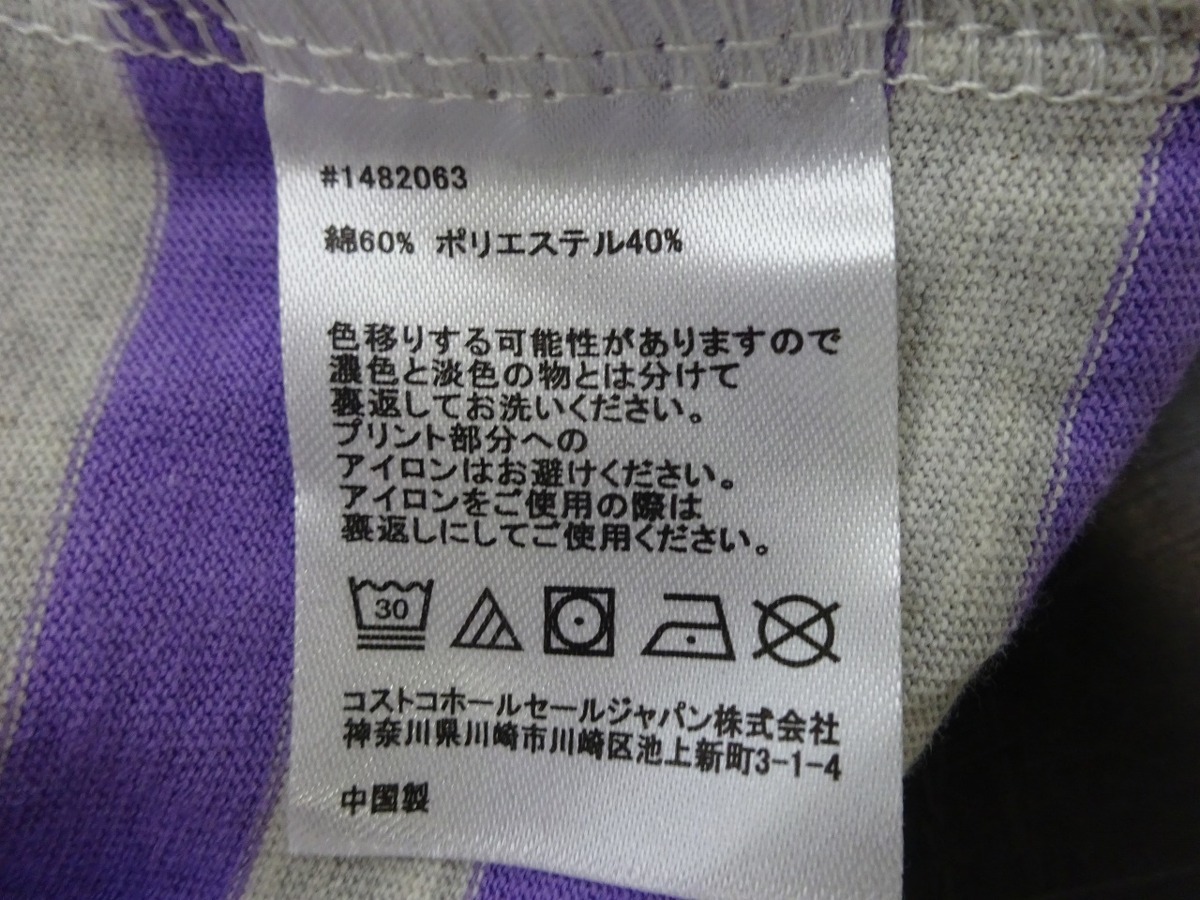 #1482063
綿60% ポリエステル40%
色移りする可能性がありますので
濃色と淡色の物とは分けて
裏返してお洗いください。
プリント部分への
アイロンはお避けください。
アイロンをご使用の際は
裏返しにしてご使用ください。
30
コストコホールセールジャパン株式会社
神奈川県川崎市川崎区池上新町3-1-4
中国製